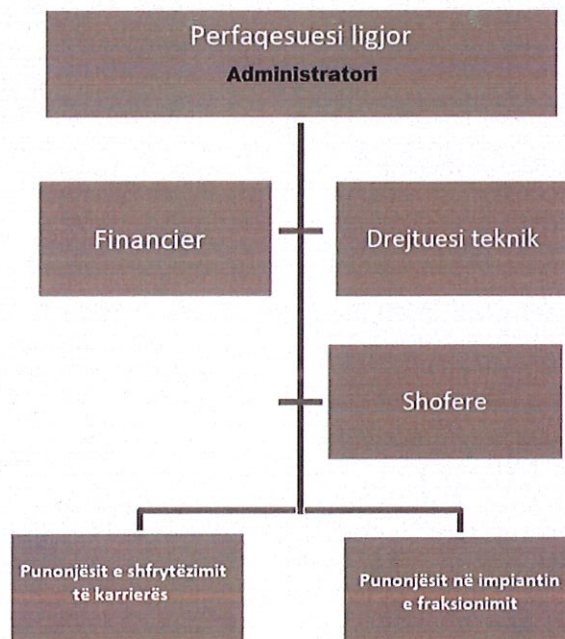 Perfaqesuesi ligjor
Administratori
Financier
Drejtuesi teknik
Shofere
Punonjësit e shfrytëzimit
të karrierës
Punonjësit në impiantin
e fraksionimit